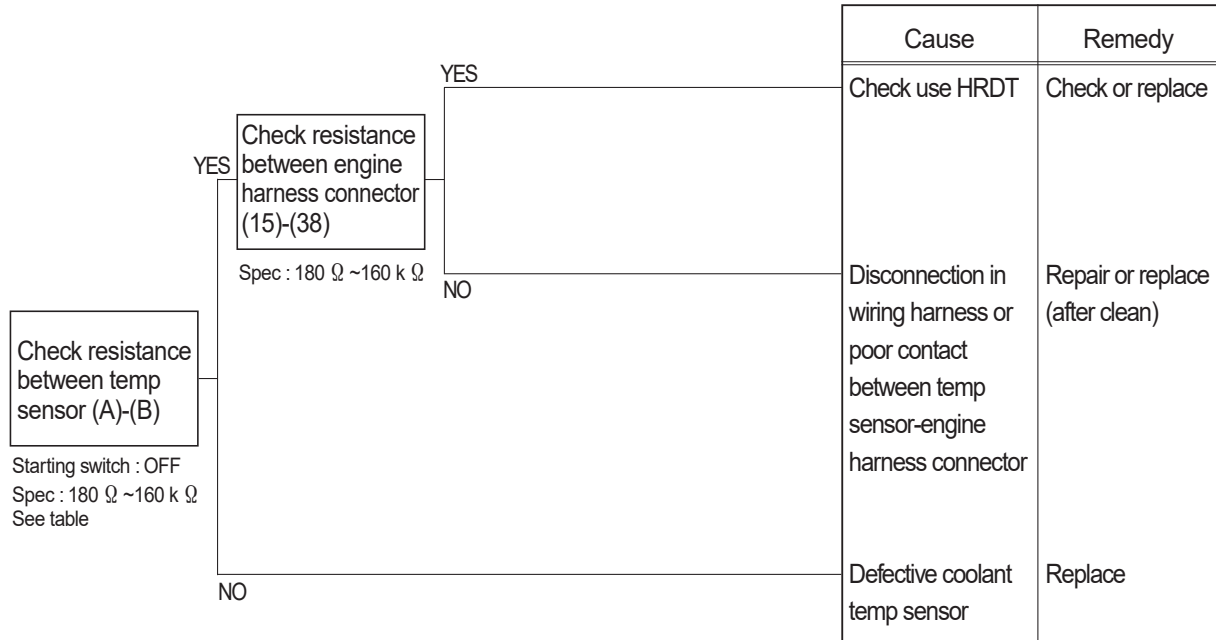 Cause
Remedy
YES
Check use HRDT
Check or replace
Check resistance
between engine
harness connector
(15)-(38)
YES
Spec : 180 Ω ~160 k Ω
NO
Disconnection in
wiring harness or
poor contact
between temp
sensor-engine
harness connector
Repair or replace
(after clean)
Check resistance
between temp
sensor (A)-(B)
Starting switch : OFF
Spec : 180 Ω ~160 k Ω
See table
NO
Defective coolant
temp sensor
Replace